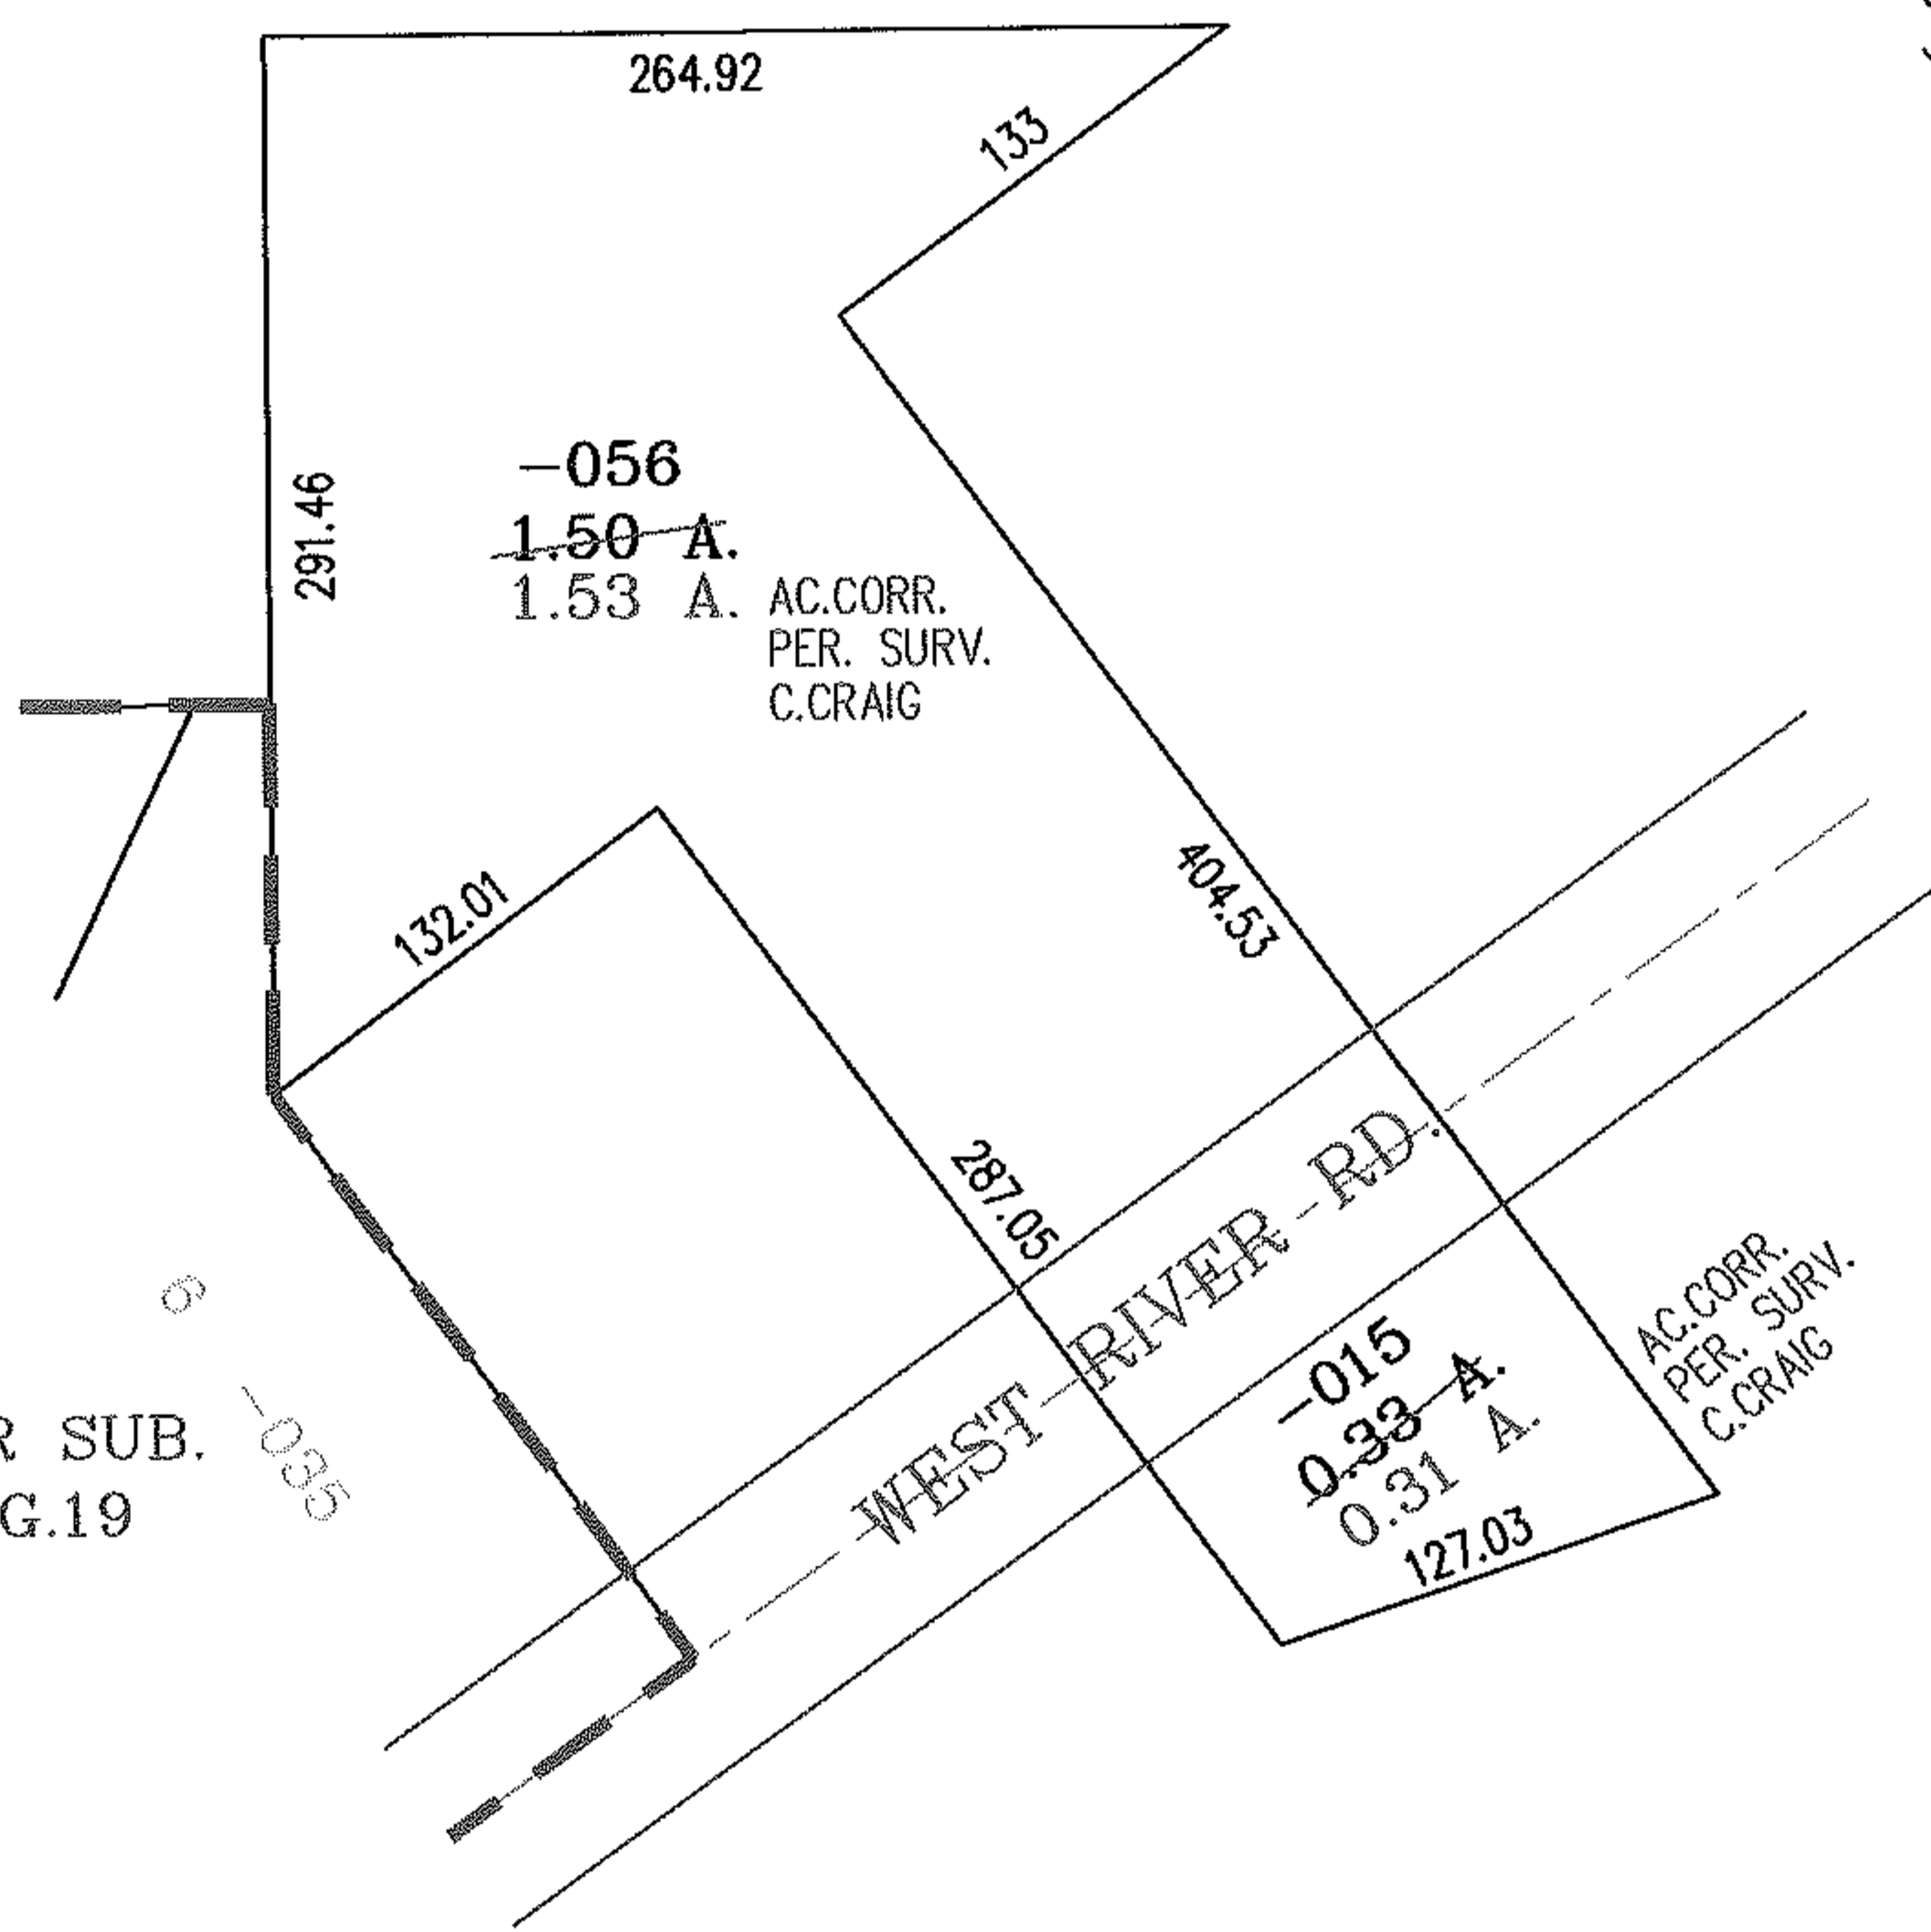 264.92
133
291.46
-056
1.50 A.
1.53 A.
AC.CORR.
PER. SURV.
C.CRAIG
132.01
404.53
287.05
WEST RIVER RD.
-015
0.33 A.
0.31 A.
AC.CORR.
PER. SURV.
C.CRAIG
127.03
6
-035
R SUB.
G.19